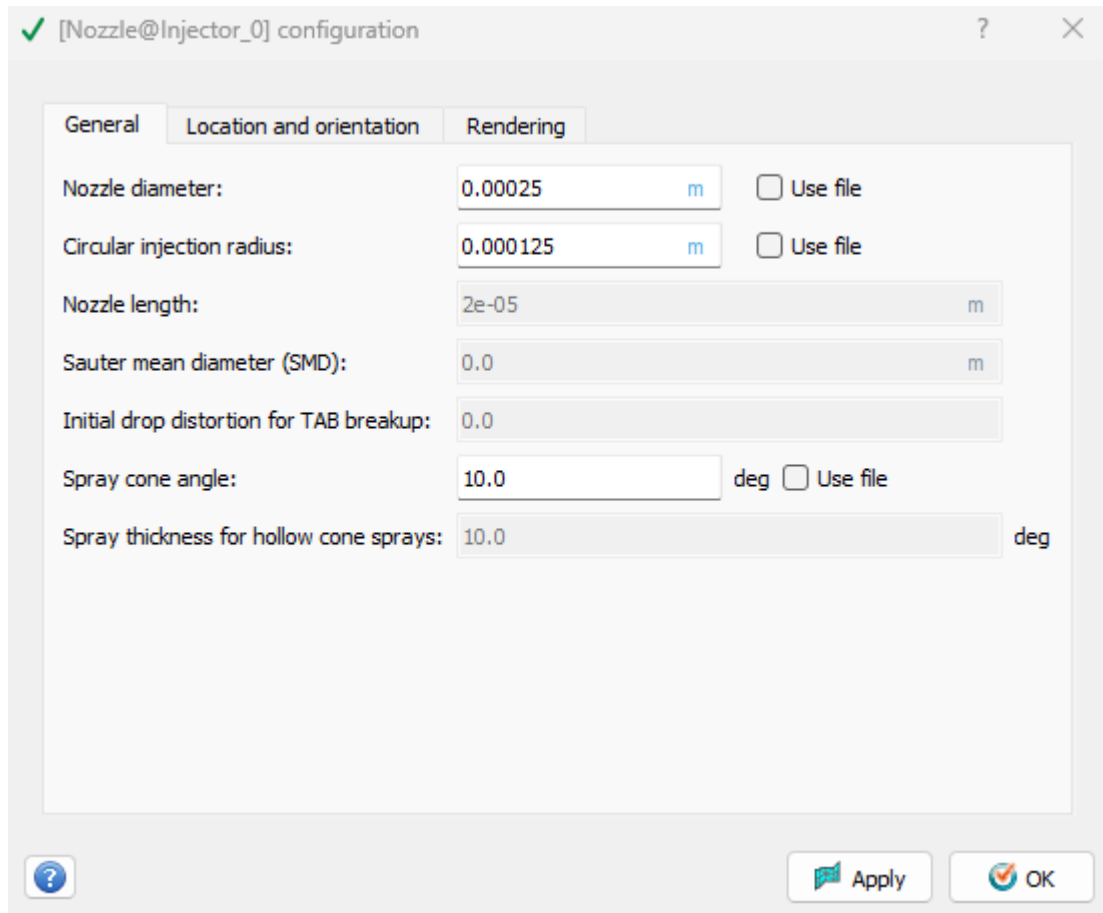 [Nozzle@Injector_0] configuration ?
General Location and orientation Rendering
Nozzle diameter: 0.00025 m Use file
Circular injection radius: 0.000125 m Use file
Nozzle length: 2e-05 m
Sauter mean diameter (SMD): 0.0 m
Initial drop distortion for TAB breakup: 0.0
Spray cone angle: 10.0 deg Use file
Spray thickness for hollow cone sprays: 10.0 deg
? Apply OK